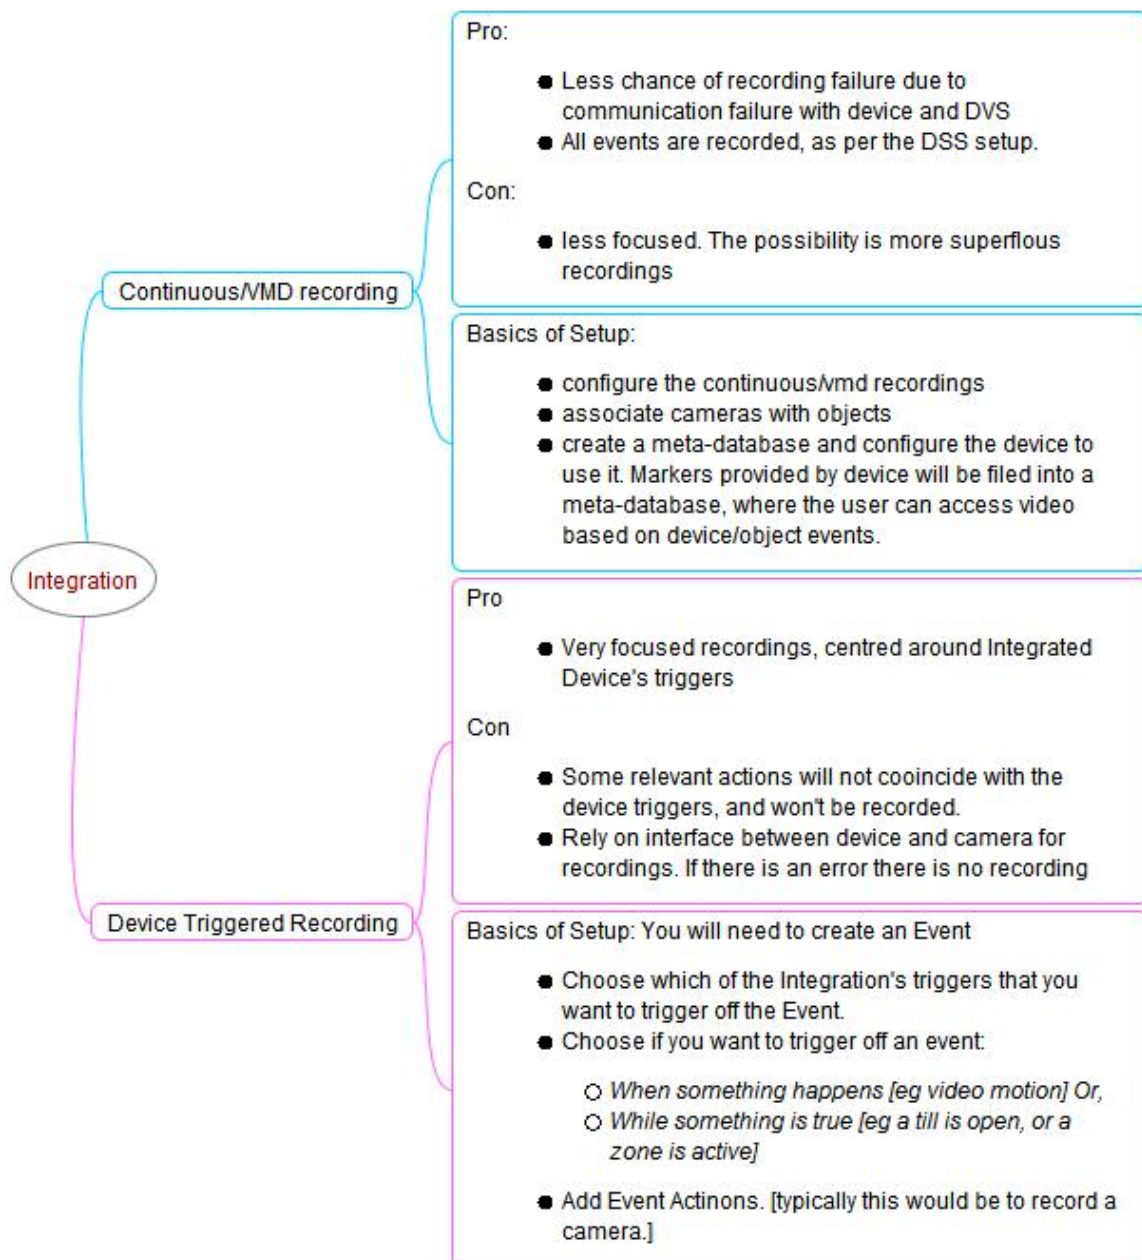 Pro:
● Less chance of recording failure due to
communication failure with device and DVS
● All events are recorded, as per the DSS setup.
Con:
● less focused. The possibility is more superflous
recordings
Continuous/VMD recording
Basics of Setup:
● configure the continuous/vmd recordings
● associate cameras with objects
● create a meta-database and configure the device to
use it. Markers provided by device will be filed into a
meta-database, where the user can access video
based on device/object events.
Integration
Pro
● Very focused recordings, centred around Integrated
Device's triggers
Con
● Some relevant actions will not cooincide with the
device triggers, and won't be recorded.
● Rely on interface between device and camera for
recordings. If there is an error there is no recording
Device Triggered Recording
Basics of Setup: You will need to create an Event
● Choose which of the Integration's triggers that you
want to trigger off the Event.
● Choose if you want to trigger off an event:
○ When something happens [eg video motion] Or,
○ While something is true [eg a till is open, or a
zone is active]
● Add Event Actinons. [typically this would be to record a
camera.]